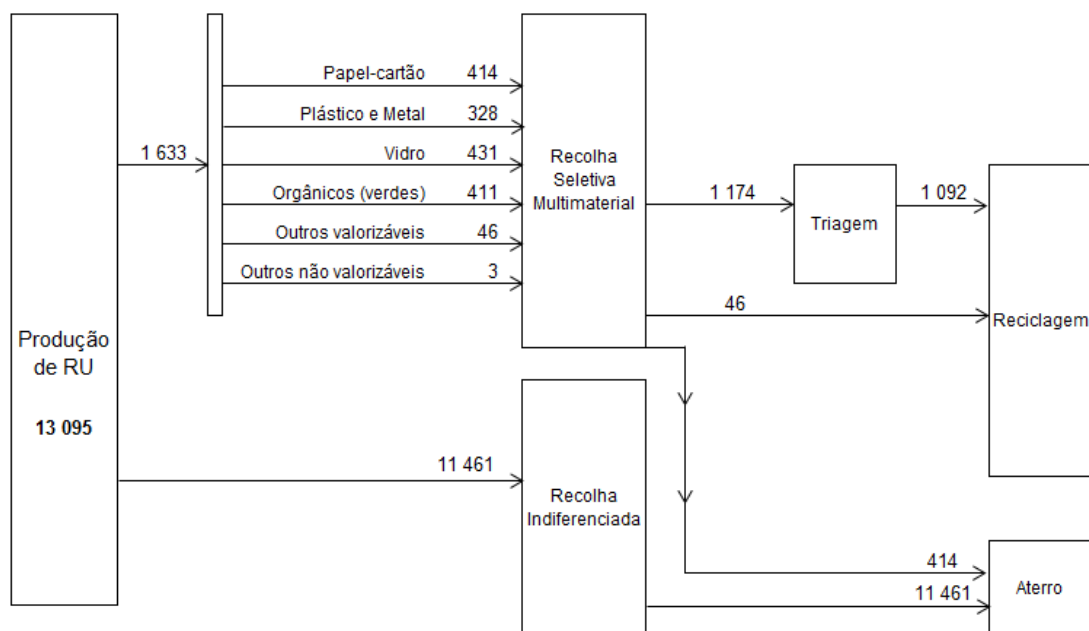 Produção
de RU
13 095
1 633
Papel-cartão 414
Plástico e Metal 328
Vidro 431
Orgânicos (verdes) 411
Outros valorizáveis 46
Outros não valorizáveis 3
Recolha
Seletiva
Multimaterial
1 174
Triagem
1 092
46
Reciclagem
11 461
Recolha
Indiferenciada
414
11 461
Aterro